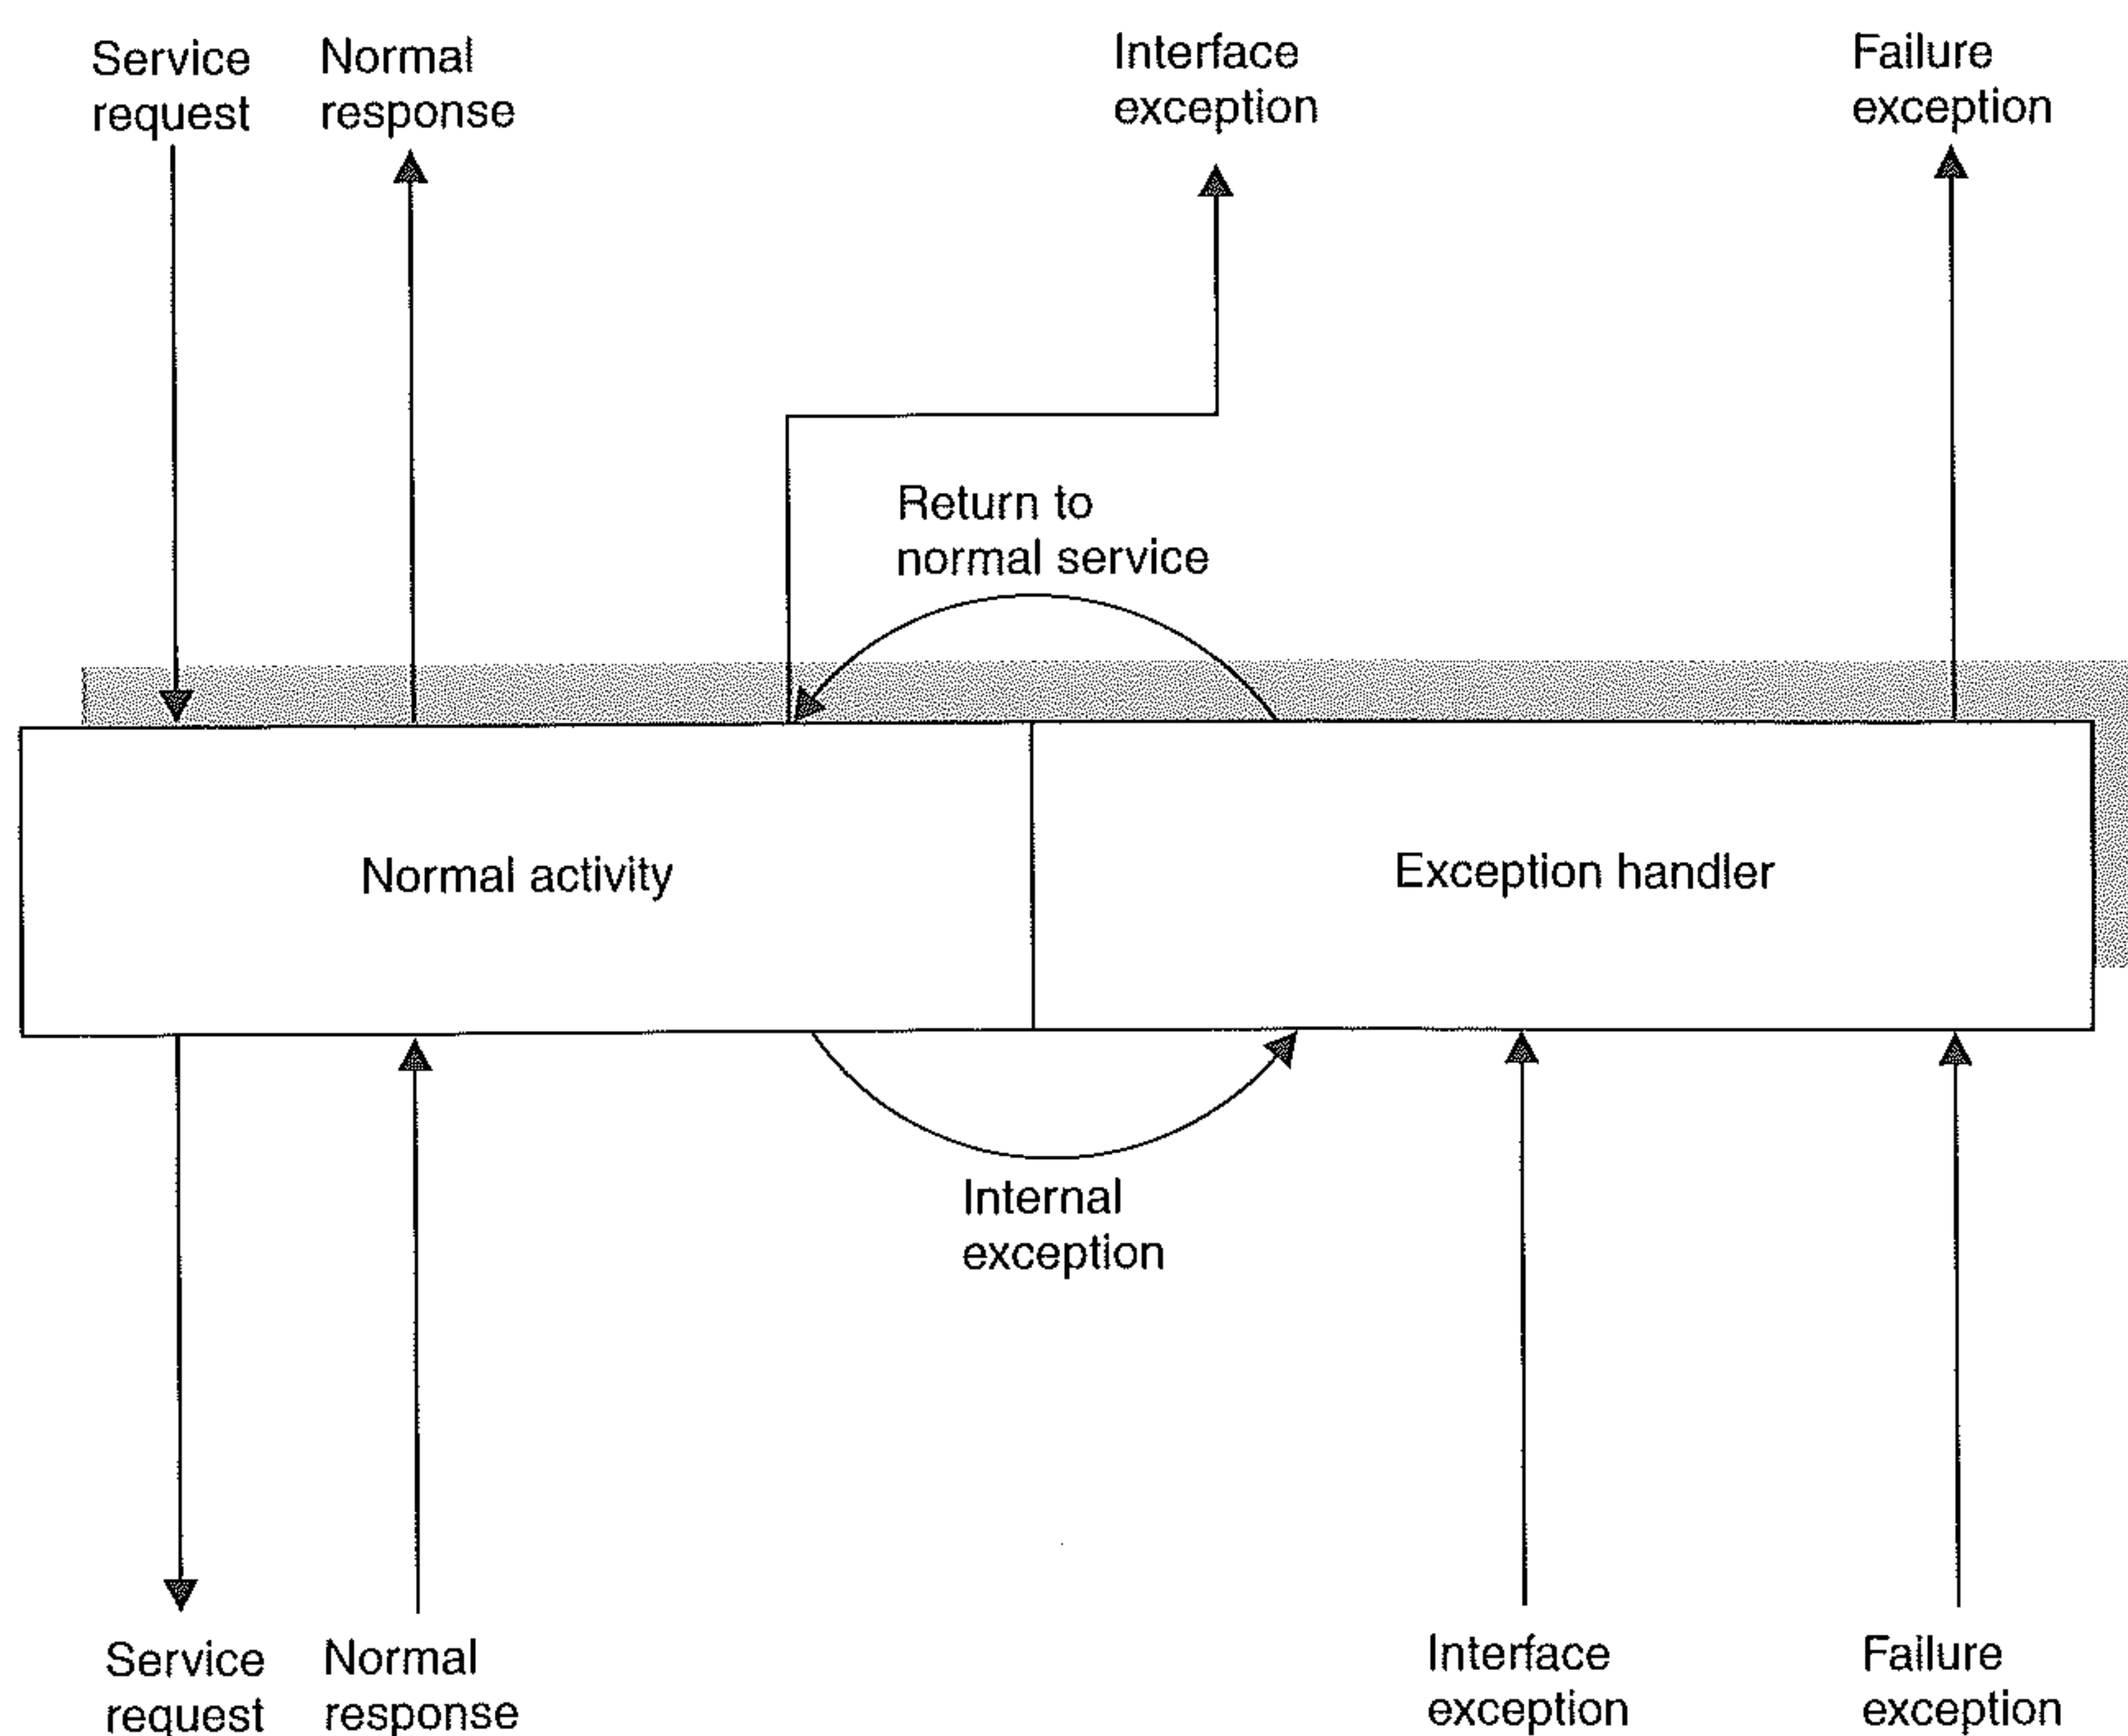 Service
request
Normal
response
Interface
exception
Failure
exception
Return to
normal service
Normal activity
Exception handler
Internal
exception
Service
request
Normal
response
Interface
exception
Failure
exception